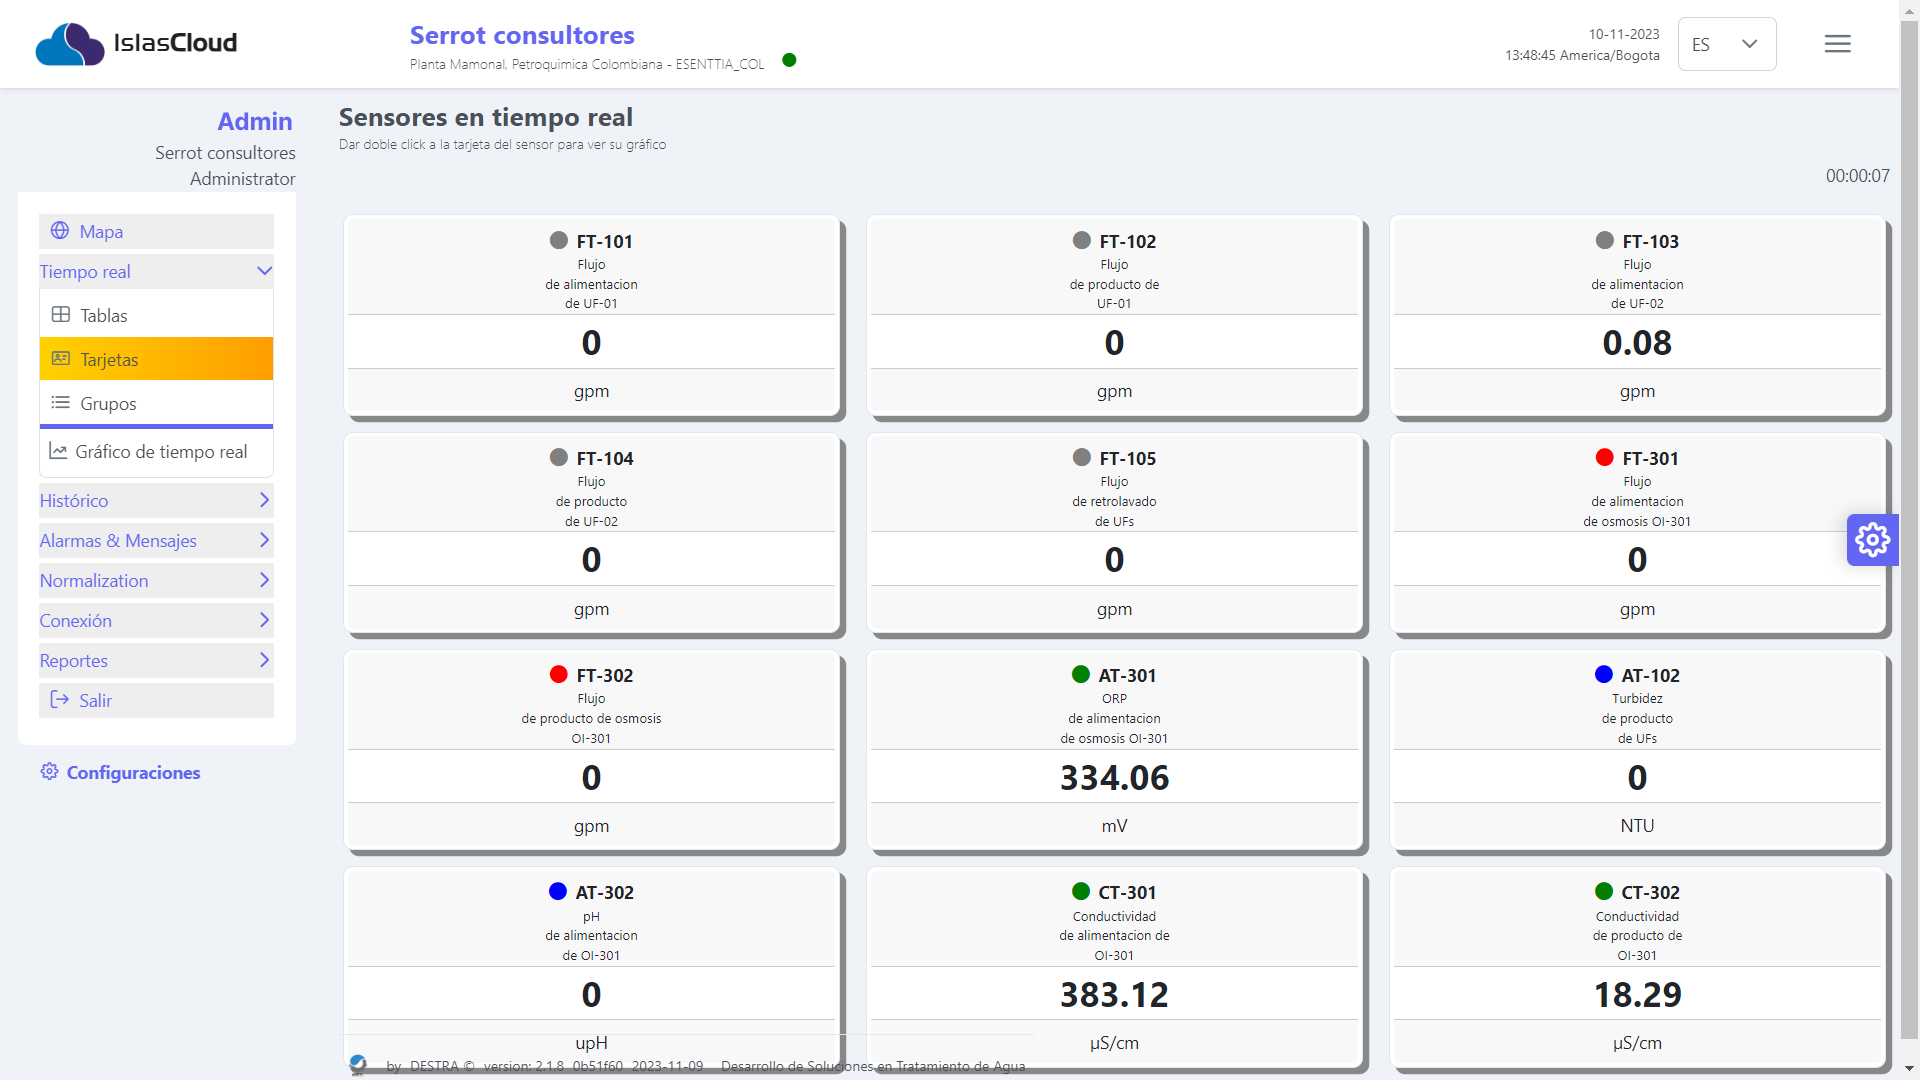 IslasCloud
Serrot consultores
Planta Mamonal, Petroquimica Colombiana - ESENTTIA_COL
10-11-2023
13:48:45 America/Bogota
ES
Admin
Serrot consultores
Administrator
Mapa
Tiempo real
Tablas
Tarjetas
Grupos
Gráfico de tiempo real
Histórico
Alarmas & Mensajes
Normalization
Conexión
Reportes
Salir
Configuraciones
Sensores en tiempo real
Dar doble click a la tarjeta del sensor para ver su gráfico
00:00:07
FT-101
Flujo
de alimentacion
de UF-01
0
gpm
FT-102
Flujo
de producto de
UF-01
0
gpm
FT-103
Flujo
de alimentacion
de UF-02
0.08
gpm
FT-104
Flujo
de producto
de UF-02
0
gpm
FT-105
Flujo
de retrolavado
de UFs
0
gpm
FT-301
Flujo
de alimentacion
de osmosis OI-301
0
gpm
FT-302
Flujo
de producto de osmosis
OI-301
0
gpm
AT-301
ORP
de alimentacion
de osmosis OI-301
334.06
mV
AT-102
Turbidez
de producto
de UFs
0
NTU
AT-302
pH
de alimentacion
de OI-301
0
upH
CT-301
Conductividad
de alimentacion de
OI-301
383.12
µS/cm
CT-302
Conductividad
de producto de
OI-301
18.29
µS/cm
by DESTRA © version: 2.1.8 0b51f60 2023-11-09 Desarrollo de Soluciones en Tratamiento de Agua